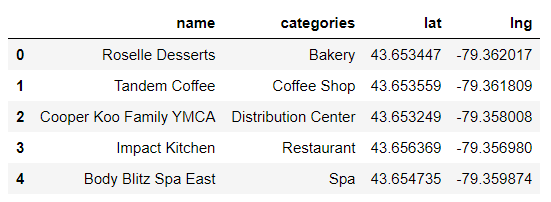 name categories lat lng
0 Roselle Desserts Bakery 43.653447 -79.362017
1 Tandem Coffee Coffee Shop 43.653559 -79.361809
2 Cooper Koo Family YMCA Distribution Center 43.653249 -79.358008
3 Impact Kitchen Restaurant 43.656369 -79.356980
4 Body Blitz Spa East Spa 43.654735 -79.359874